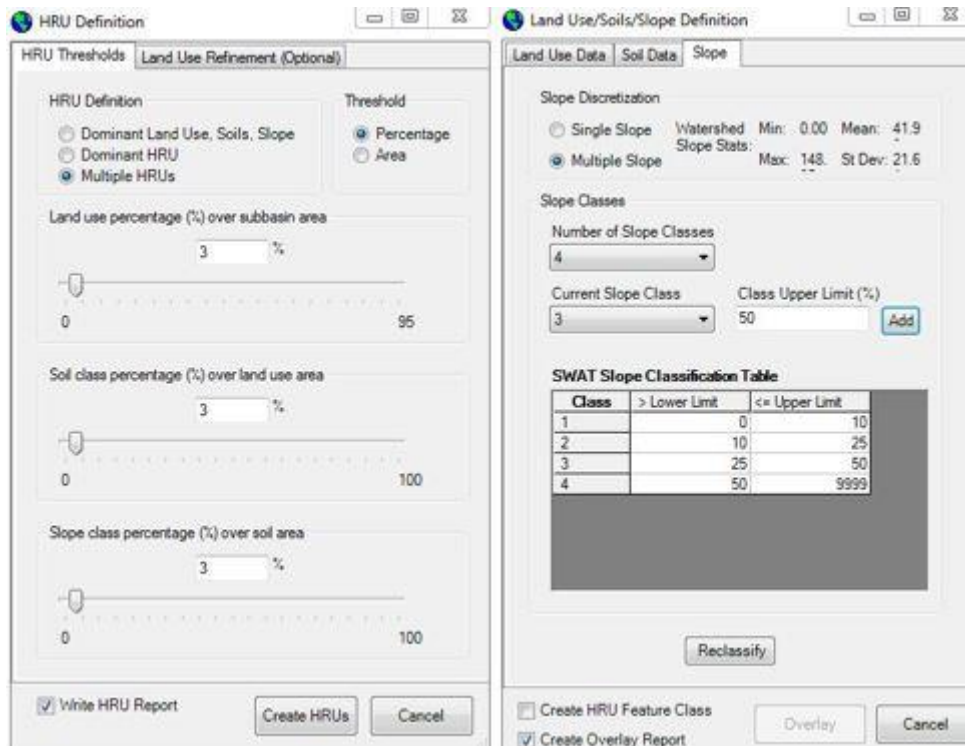 HRU Definition
HRU Thresholds Land Use Refinement (Optional)
HRU Definition
Dominant Land Use, Soils, Slope
Dominant HRU
Multiple HRUs
Threshold
Percentage
Area
Land use percentage (%) over subbasin area
3 %
0 95
Soil class percentage (%) over land use area
3 %
0 100
Slope class percentage (%) over soil area
3 %
0 100
Write HRU Report
Create HRUs
Cancel
Land Use/Soils/Slope Definition
Land Use Data Soil Data Slope
Slope Discretization
Single Slope
Multiple Slope
Watershed
Slope Stats:
Min: 0.00 Mean: 41.9
Max: 148. St Dev: 21.6
Slope Classes
Number of Slope Classes
4
Current Slope Class
3
Class Upper Limit (%)
50
Add
SWAT Slope Classification Table
Class > Lower Limit <= Upper Limit
1 0 10
2 10 25
3 25 50
4 50 9999
Reclassify
Create HRU Feature Class
Create Overlay Report
Overlay
Cancel